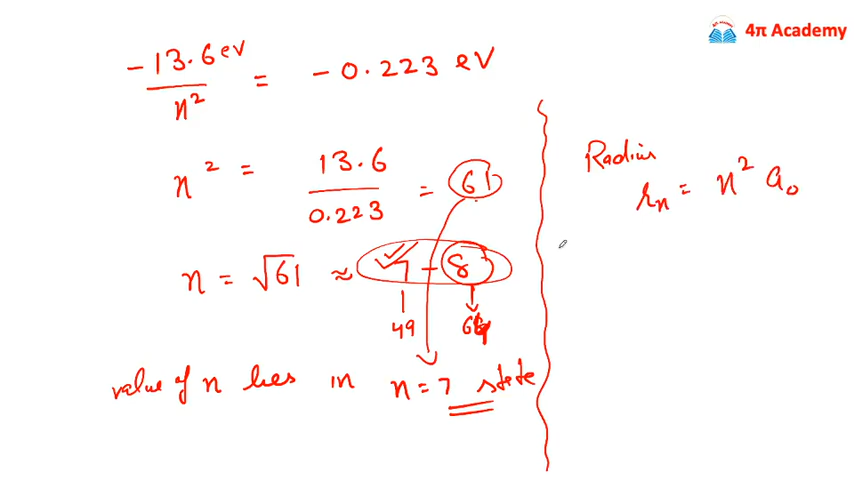 4π Academy
-13.6 eV / n² = -0.223 eV
n² = 13.6 / 0.223 = 61
n = √61 ≈ 7 - 8
49 64
value of n lies in n = 7 state
Radius
rn = n² a₀